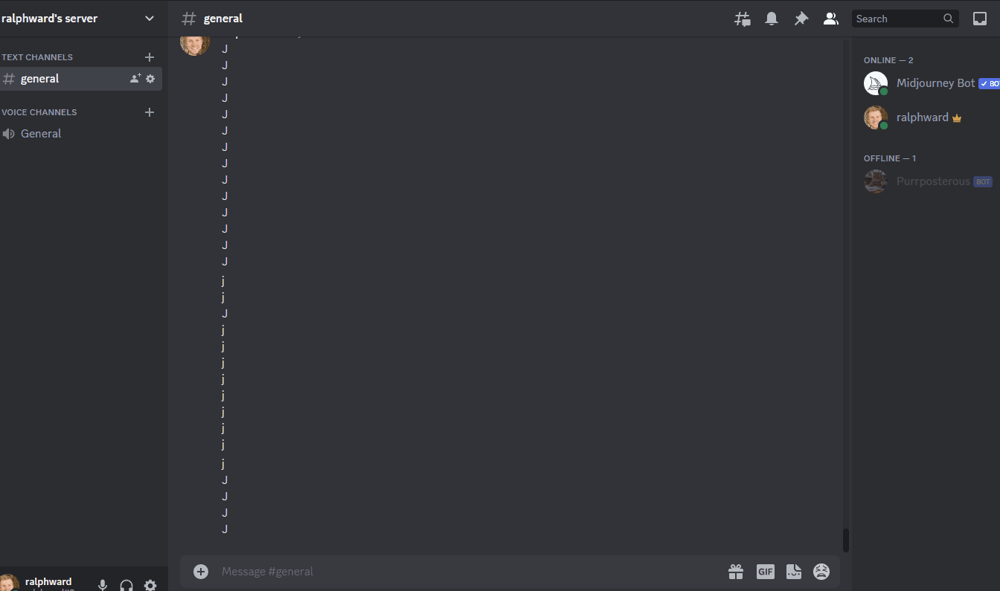 ralphward's server
general
Search
TEXT CHANNELS
general
VOICE CHANNELS
General
J
J
J
J
J
J
J
J
J
J
J
J
J
J
j
j
J
j
j
j
j
j
j
j
j
j
J
J
J
J
Message #general
GIF
ONLINE — 2
Midjourney Bot BO
ralphward
OFFLINE — 1
Purrposterous BOT
ralphward